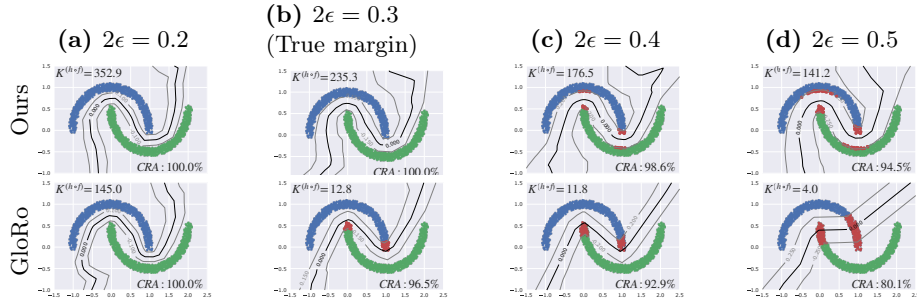 (a) 2ϵ = 0.2
(b) 2ϵ = 0.3
(True margin)
(c) 2ϵ = 0.4
(d) 2ϵ = 0.5
Ours
K^(h∘f)=352.9
CRA: 100.0%
K^(h∘f)=235.3
CRA: 100.0%
K^(h∘f)=176.5
CRA: 98.6%
K^(h∘f)=141.2
CRA: 94.5%
GloRo
K^(h∘f)=145.0
CRA: 100.0%
K^(h∘f)=12.8
CRA: 96.5%
K^(h∘f)=11.8
CRA: 92.9%
K^(h∘f)=4.0
CRA: 80.1%
1.5
1.0
0.5
0.0
−0.5
−1.0
−1.5 −1.0 −0.5 0.0 0.5 1.0 1.5 2.0 2.5